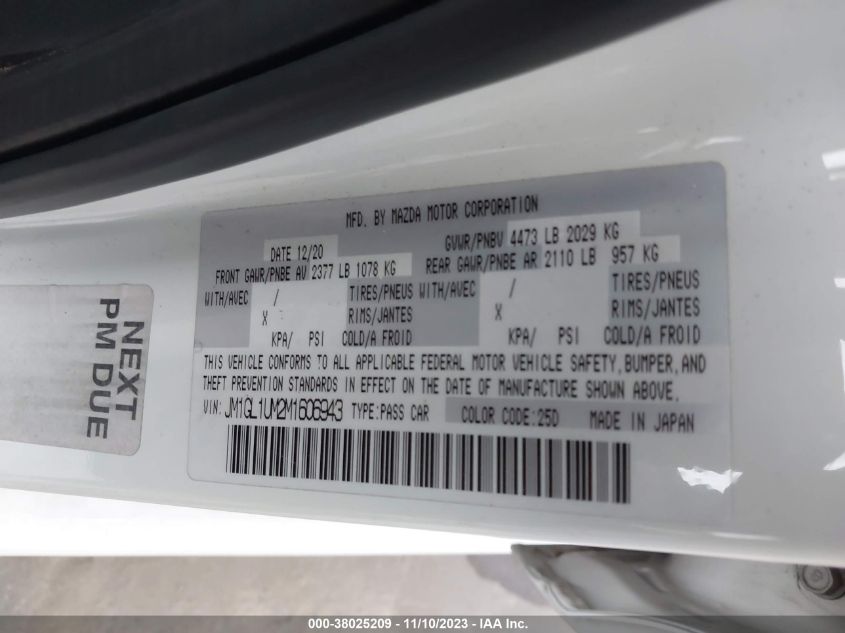 MFD. BY MAZDA MOTOR CORPORATION
DATE 12/20 GVWR/PNBV 4473 LB 2029 KG
FRONT GAWR/PNBE AV 2377 LB 1078 KG REAR GAWR/PNBE AR 2110 LB 957 KG
WITH/AVEC / TIRES/PNEUS WITH/AVEC / TIRES/PNEUS
X RIMS/JANTES X RIMS/JANTES
KPA/ PSI COLD/A FROID KPA/ PSI COLD/A FROID
THIS VEHICLE CONFORMS TO ALL APPLICABLE FEDERAL MOTOR VEHICLE SAFETY, BUMPER, AND
THEFT PREVENTION STANDARDS IN EFFECT ON THE DATE OF MANUFACTURE SHOWN ABOVE.
VIN: JM1GL1UM2M1606943 TYPE:PASS CAR COLOR CODE:25D MADE IN JAPAN
NEXT
PM DUE
000-38025209 - 11/10/2023 - IAA Inc.